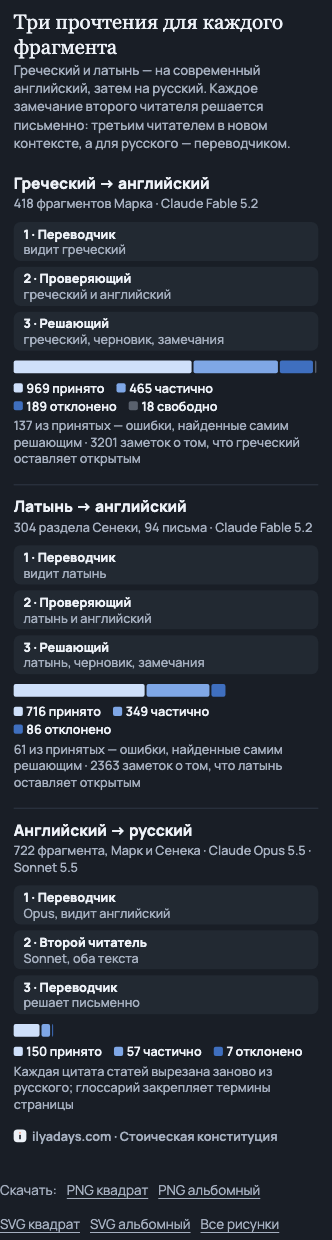 Три прочтения для каждого
фрагмента
Греческий и латынь — на современный
английский, затем на русский. Каждое
замечание второго читателя решается
письменно: третьим читателем в новом
контексте, а для русского — переводчиком.
Греческий → английский
418 фрагментов Марка · Claude Fable 5.2
1 · Переводчик
видит греческий
2 · Проверяющий
греческий и английский
3 · Решающий
греческий, черновик, замечания
969 принято 465 частично
189 отклонено 18 свободно
137 из принятых — ошибки, найденные самим
решающим · 3201 заметок о том, что греческий
оставляет открытым
Латынь → английский
304 раздела Сенеки, 94 письма · Claude Fable 5.2
1 · Переводчик
видит латынь
2 · Проверяющий
латынь и английский
3 · Решающий
латынь, черновик, замечания
716 принято 349 частично
86 отклонено
61 из принятых — ошибки, найденные самим
решающим · 2363 заметок о том, что латынь
оставляет открытым
Английский → русский
722 фрагмента, Марк и Сенека · Claude Opus 5.5 ·
Sonnet 5.5
1 · Переводчик
Opus, видит английский
2 · Второй читатель
Sonnet, оба текста
3 · Переводчик
решает письменно
150 принято 57 частично 7 отклонено
Каждая цитата статей вырезана заново из
русского; глоссарий закрепляет термины
страницы
i ilyadays.com · Стоическая конституция
Скачать: PNG квадрат PNG альбомный
SVG квадрат SVG альбомный Все рисунки